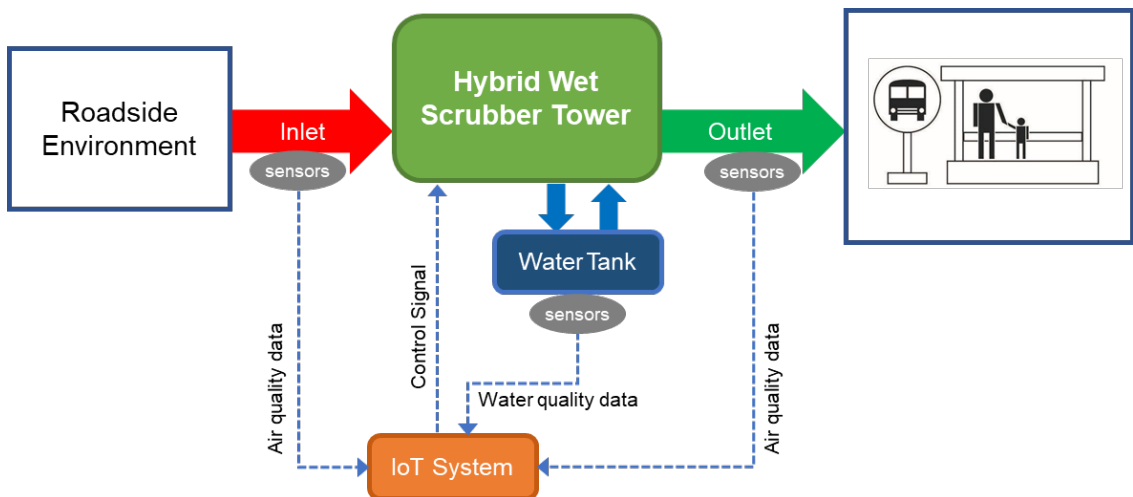 Roadside
Environment
Inlet
sensors
Hybrid Wet
Scrubber Tower
Outlet
sensors
Water Tank
sensors
Air quality data
Control Signal
Water quality data
Air quality data
IoT System